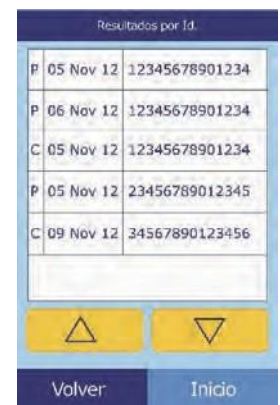 Resultados por Id.
P 05 Nov 12 12345678901234
P 06 Nov 12 12345678901234
C 05 Nov 12 12345678901234
P 05 Nov 12 23456789012345
C 09 Nov 12 34567890123456
Volver Inicio